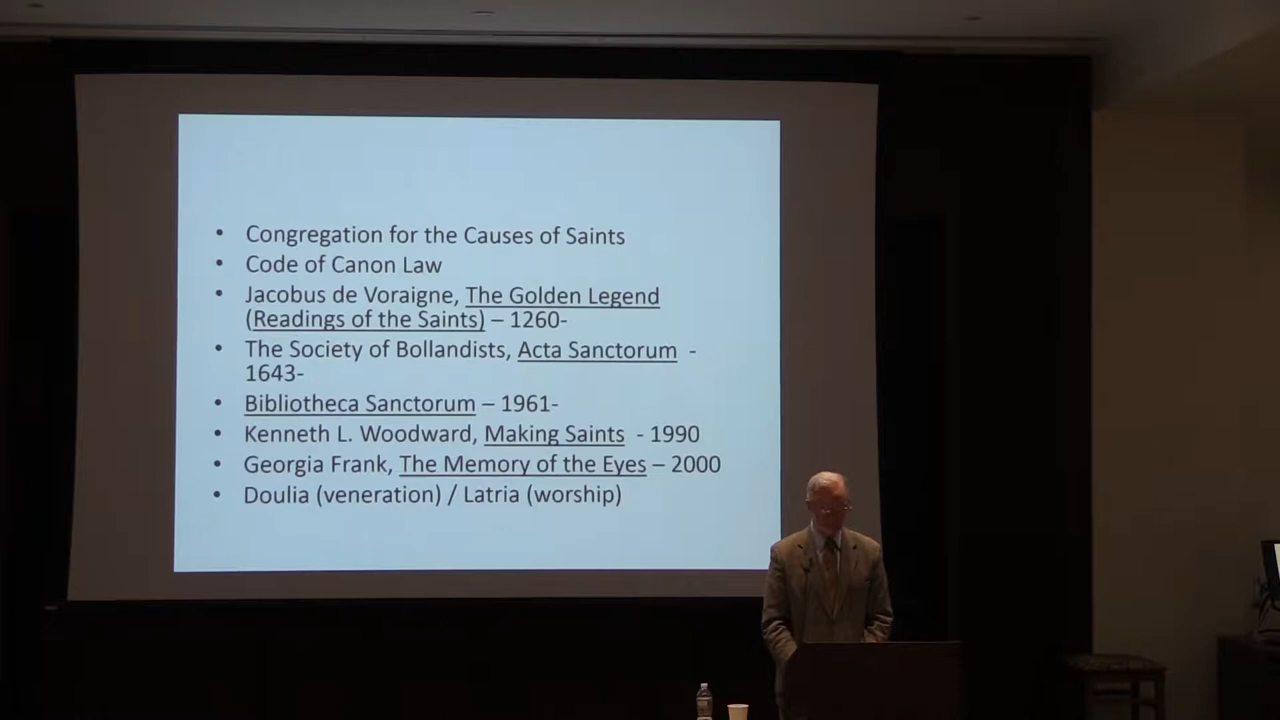 • Congregation for the Causes of Saints
• Code of Canon Law
• Jacobus de Voraigne, The Golden Legend
(Readings of the Saints) – 1260-
• The Society of Bollandists, Acta Sanctorum -
1643-
• Bibliotheca Sanctorum – 1961-
• Kenneth L. Woodward, Making Saints - 1990
• Georgia Frank, The Memory of the Eyes – 2000
• Doulia (veneration) / Latria (worship)